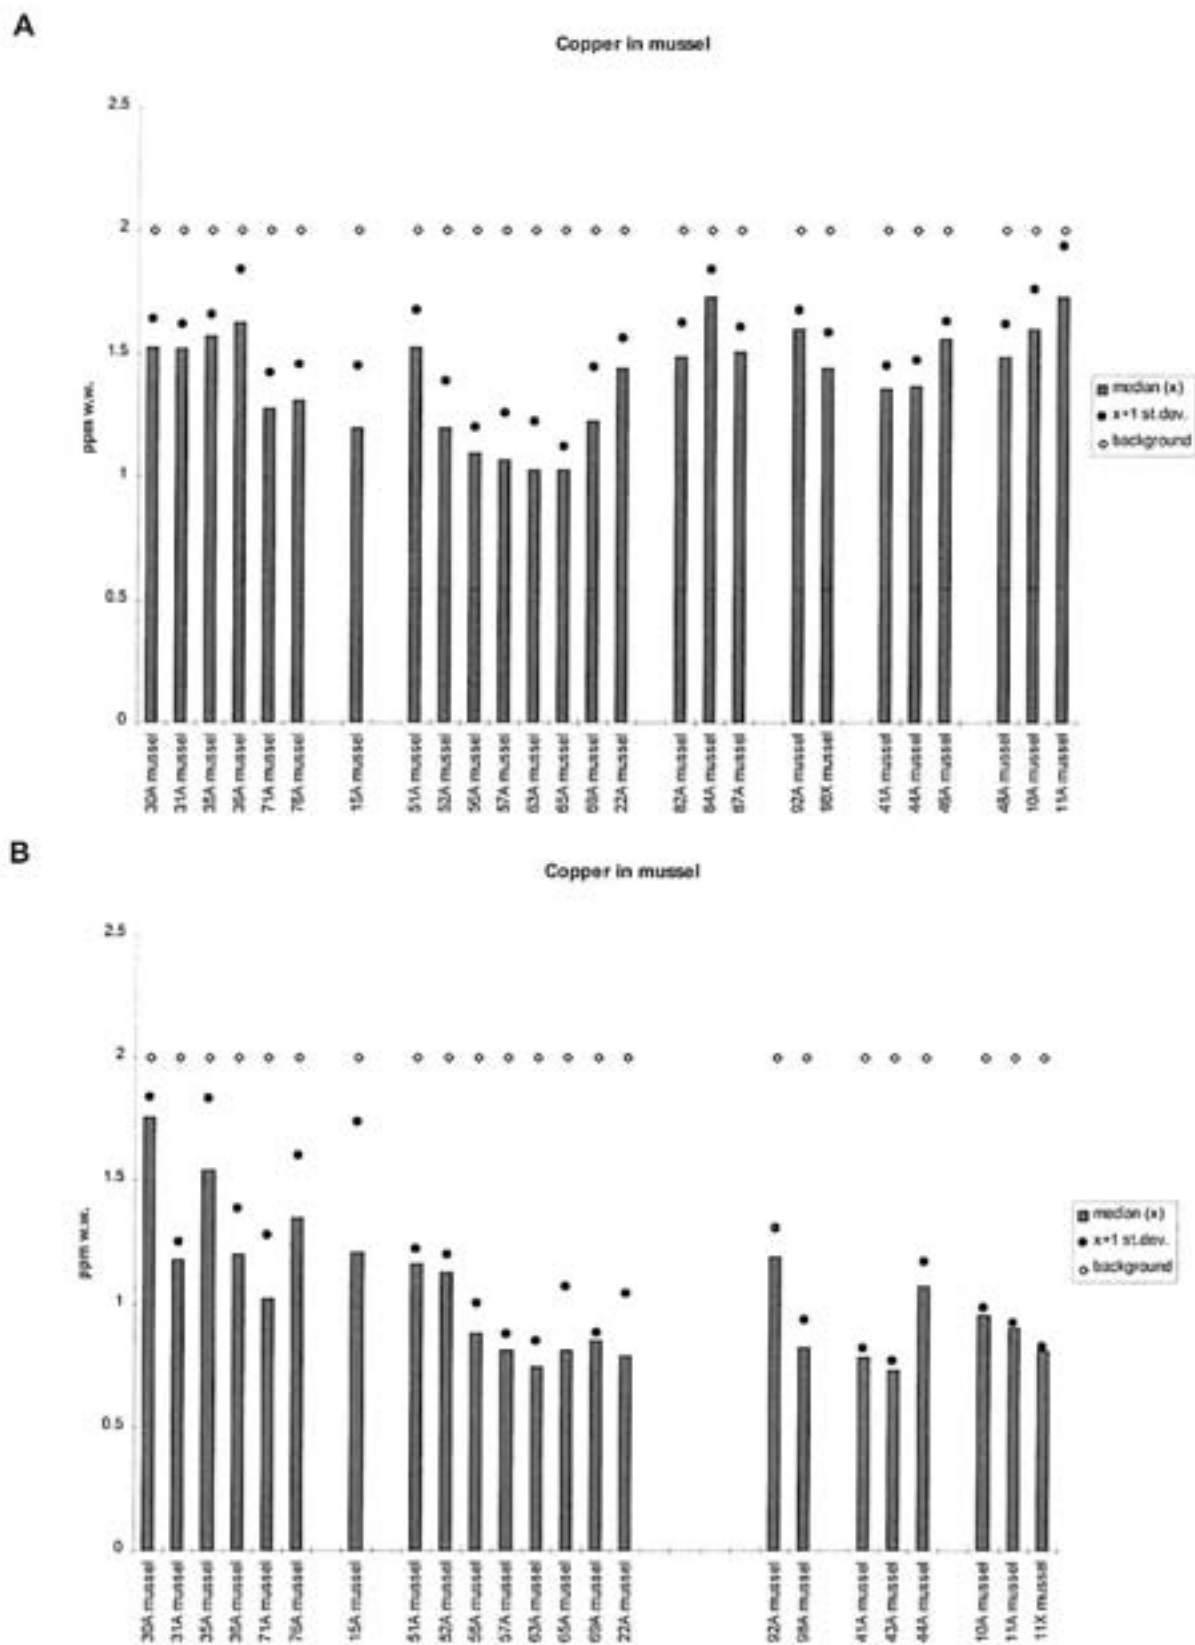 A
Copper in mussel
2.5
2
1.5
1
0.5
0
ppm w.w.
30A mussel
31A mussel
35A mussel
36A mussel
71A mussel
76A mussel
15A mussel
51A mussel
52A mussel
56A mussel
57A mussel
63A mussel
65A mussel
69A mussel
22A mussel
82A mussel
84A mussel
87A mussel
92A mussel
98X mussel
41A mussel
44A mussel
46A mussel
48A mussel
10A mussel
11A mussel
median (x)
x+1 st.dev.
background
B
Copper in mussel
2.5
2
1.5
1
0.5
0
ppm w.w.
30A mussel
31A mussel
35A mussel
36A mussel
71A mussel
76A mussel
15A mussel
51A mussel
52A mussel
56A mussel
57A mussel
63A mussel
65A mussel
69A mussel
22A mussel
92A mussel
98A mussel
41A mussel
43A mussel
44A mussel
10A mussel
11A mussel
11X mussel
median (x)
x+1 st.dev.
background